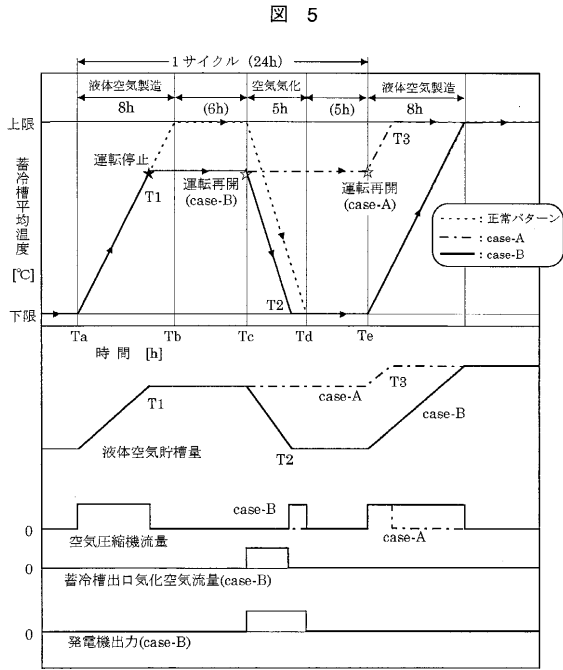 図 5
1サイクル (24h)
液体空気製造
空気気化
液体空気製造
8h
(6h)
5h
(5h)
8h
上限
運転停止
T3
T1
運転再開
(case-B)
運転再開
(case-A)
蓄冷槽平均温度
[℃]
: 正常パターン
: case-A
: case-B
T2
下限
Ta
Tb
Tc
Td
Te
時間 [h]
T1
case-A
T3
case-B
液体空気貯槽量
T2
case-B
0
空気圧縮機流量
case-A
0
蓄冷槽出口気化空気流量(case-B)
0
発電機出力(case-B)